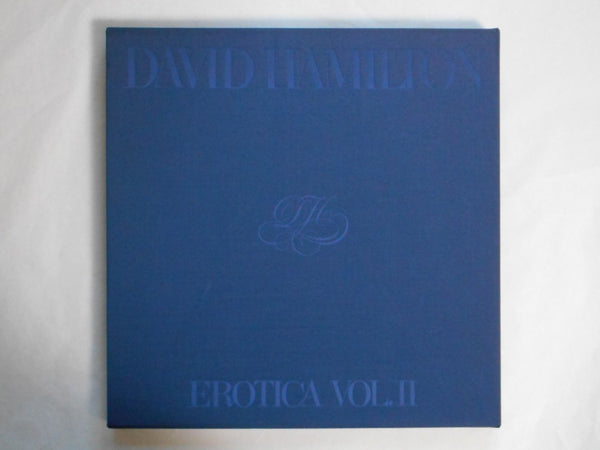 DAVID HAMILTON
DH
EROTICA VOL. II